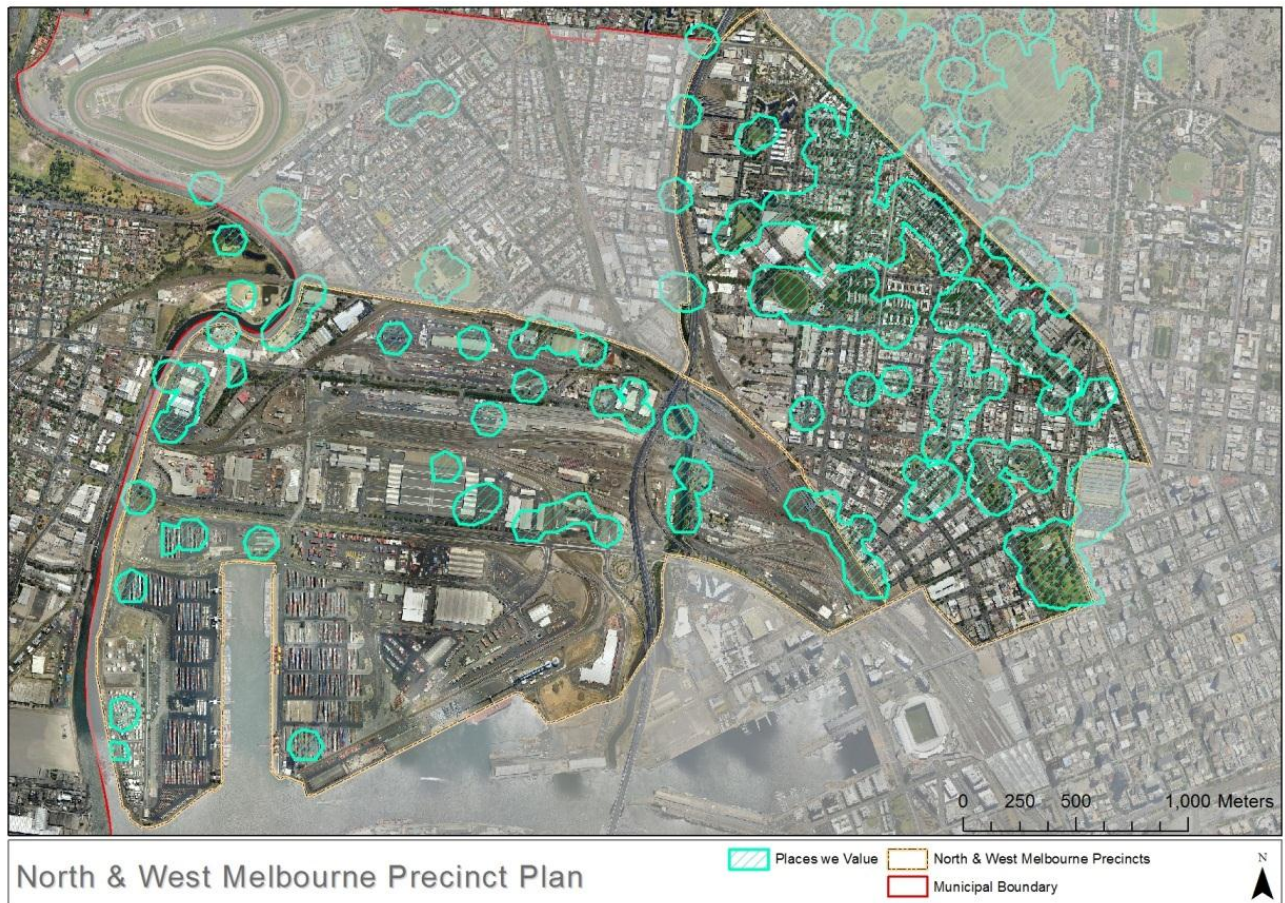 0 250 500 1,000 Meters
North & West Melbourne Precinct Plan
Places we Value
North & West Melbourne Precincts
Municipal Boundary
N